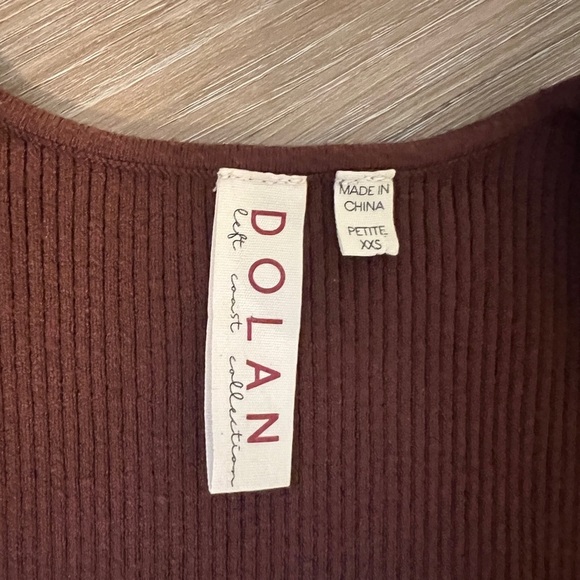 DOLAN
left coast collection
MADE IN
CHINA
PETITE
XXS